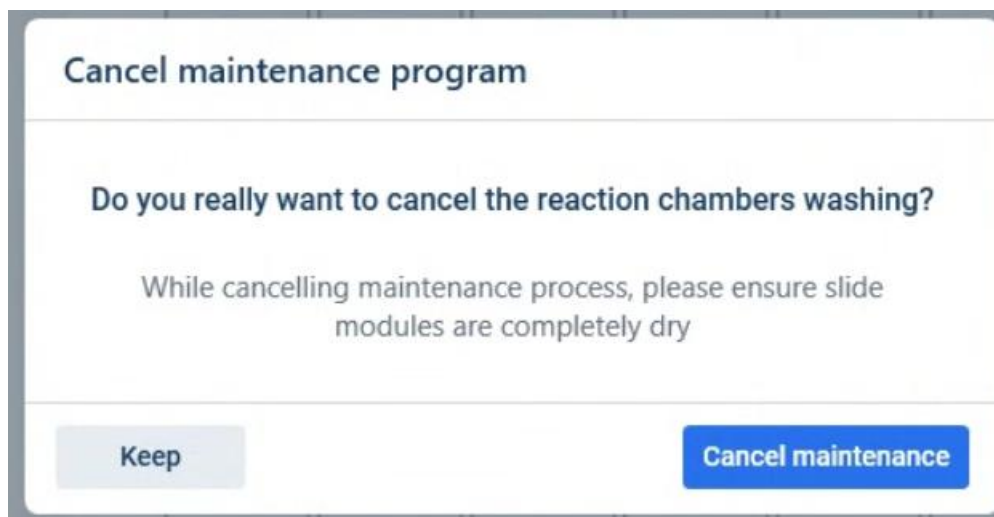 Cancel maintenance program
Do you really want to cancel the reaction chambers washing?
While cancelling maintenance process, please ensure slide
modules are completely dry
Keep
Cancel maintenance